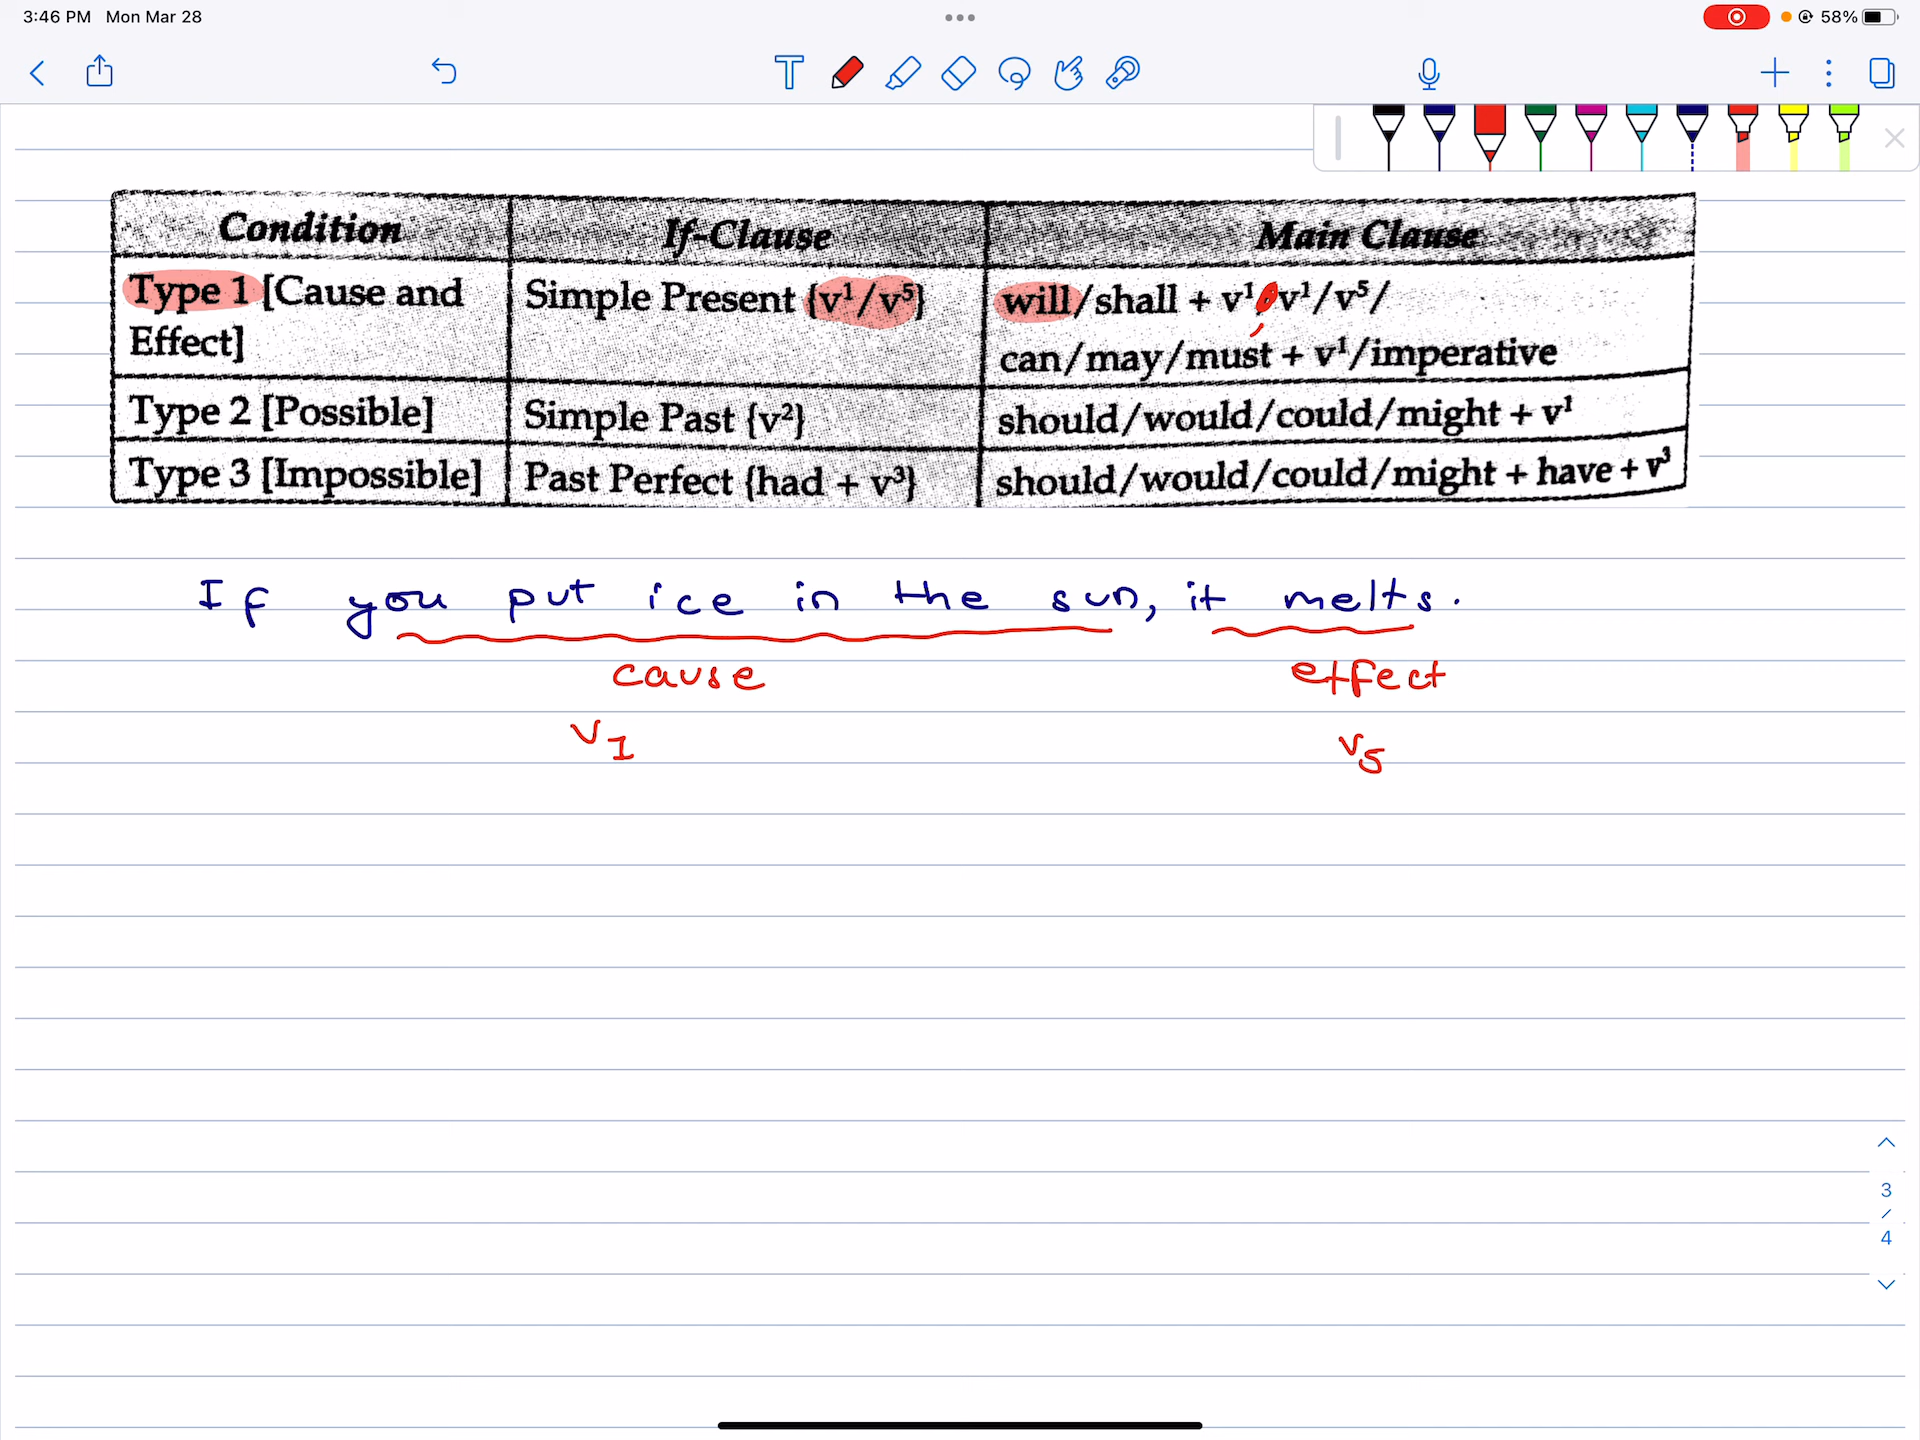 3:46 PM Mon Mar 28
58%
Condition If-Clause Main Clause
Type 1 [Cause and Effect] Simple Present {v¹/v⁵} will/shall + v¹, v¹/v⁵/
can/may/must + v¹/imperative
Type 2 [Possible] Simple Past {v²} should/would/could/might + v¹
Type 3 [Impossible] Past Perfect {had + v³} should/would/could/might + have + v³
If you put ice in the sun, it melts.
cause effect
V1 V5
3
/
4